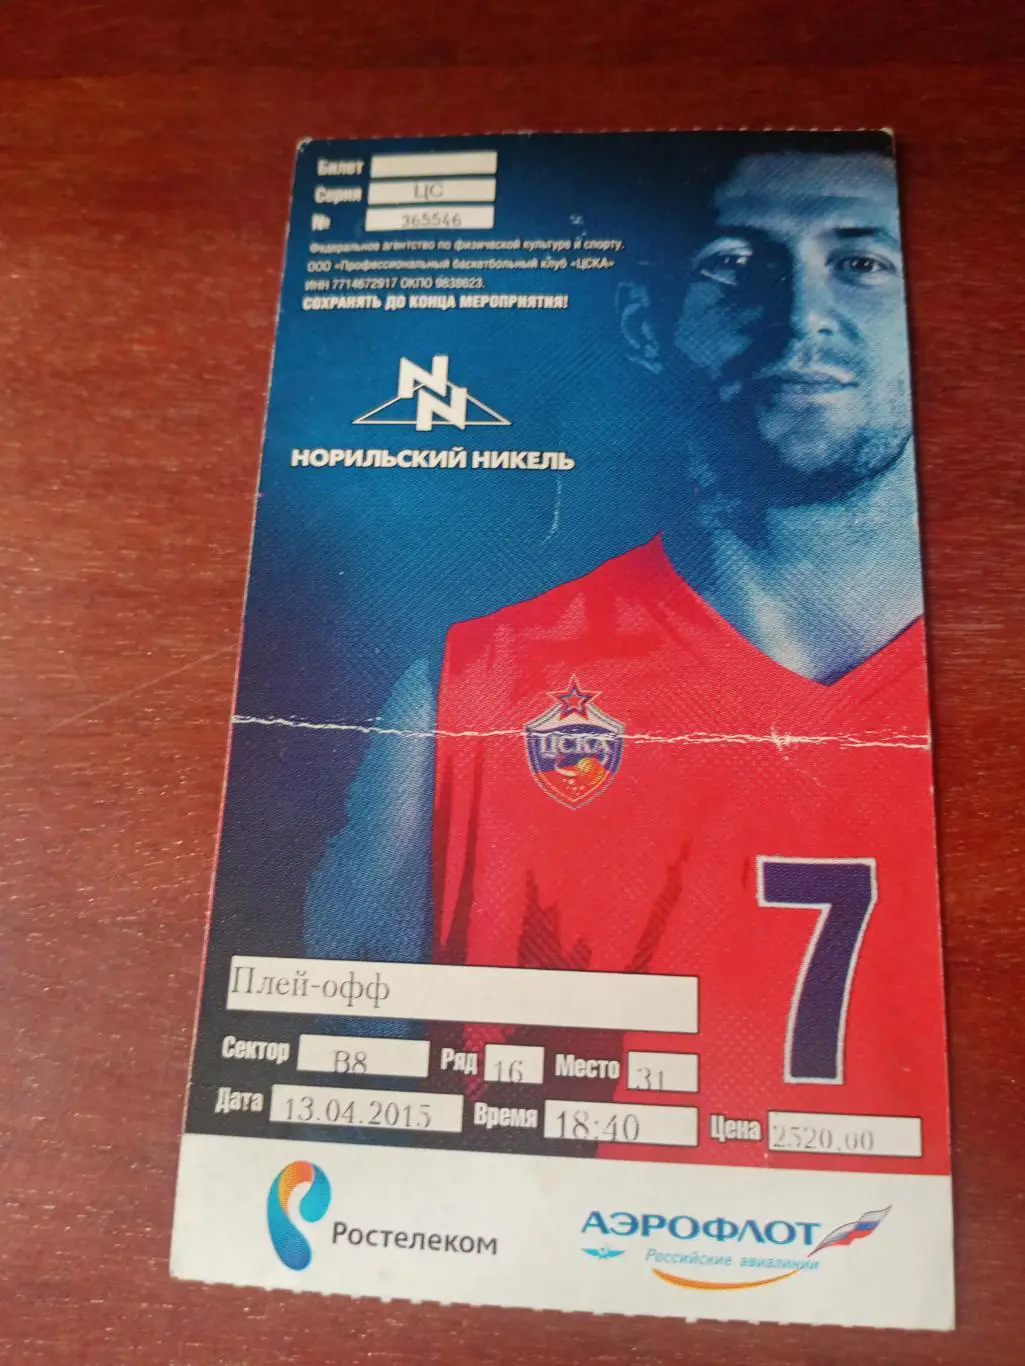 Билет
Серия ЦС
№ 365546
Федеральное агентство по физической культуре и спорту.
ООО «Профессиональный баскетбольный клуб «ЦСКА»
ИНН 7714672917 ОКПО 9838623.
СОХРАНЯТЬ ДО КОНЦА МЕРОПРИЯТИЯ!
NN
НОРИЛЬСКИЙ НИКЕЛЬ
ЦСКА
7
Плей-офф
Сектор В8 Ряд 16 Место 31
Дата 13.04.2015 Время 18:40 Цена 2520,00
Ростелеком
АЭРОФЛОТ
Российские авиалинии